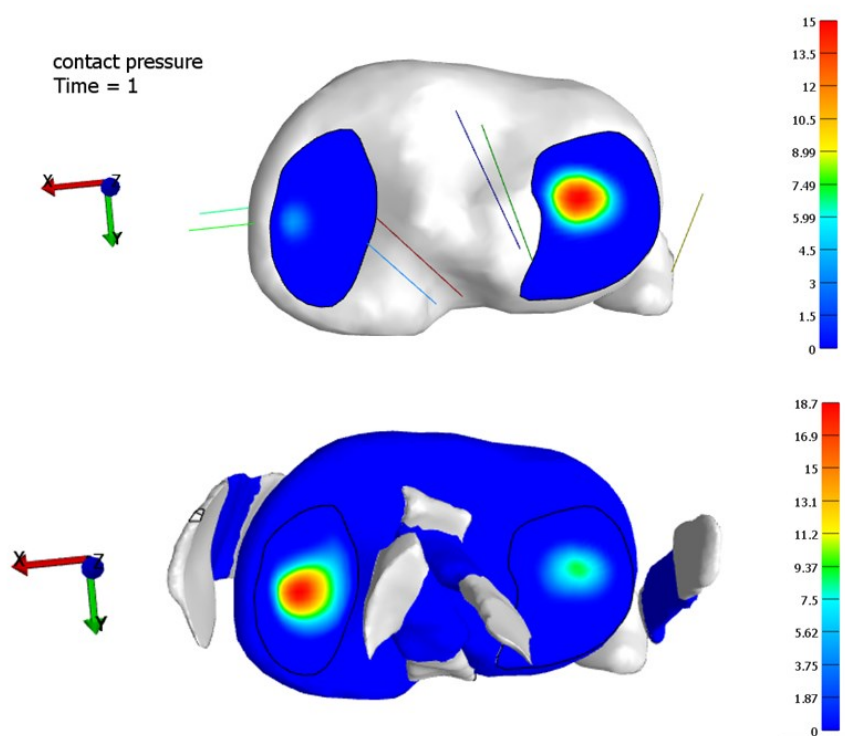 contact pressure
Time = 1
15
13.5
12
10.5
8.99
7.49
5.99
4.5
3
1.5
0
X
Z
Y
18.7
16.9
15
13.1
11.2
9.37
7.5
5.62
3.75
1.87
0
X
Z
Y